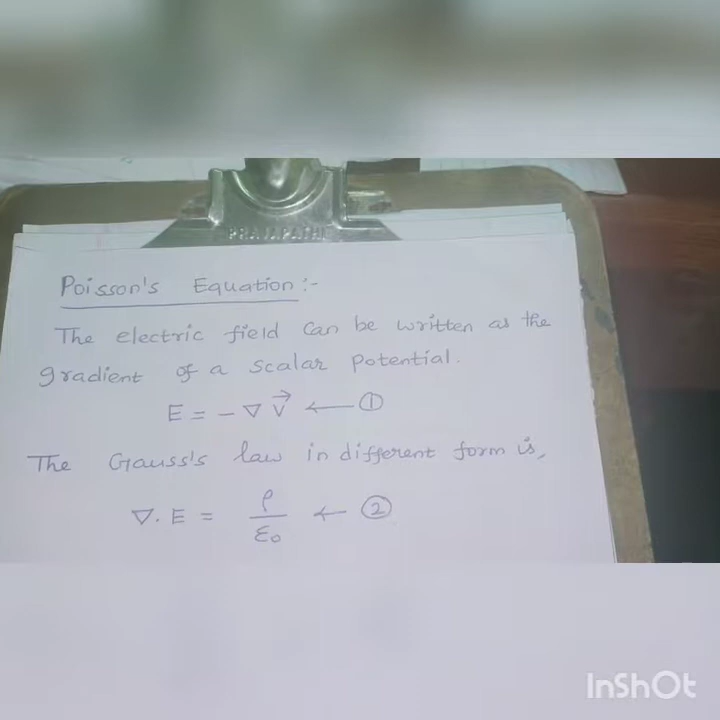 PRAJAPATHI
Poisson's Equation :-
The electric field can be written as the
gradient of a scalar potential.
E = - ∇ V⃗ ← ①
The Gauss's law in different form is,
∇. E = ρ/ε₀ ← ②
InShOt